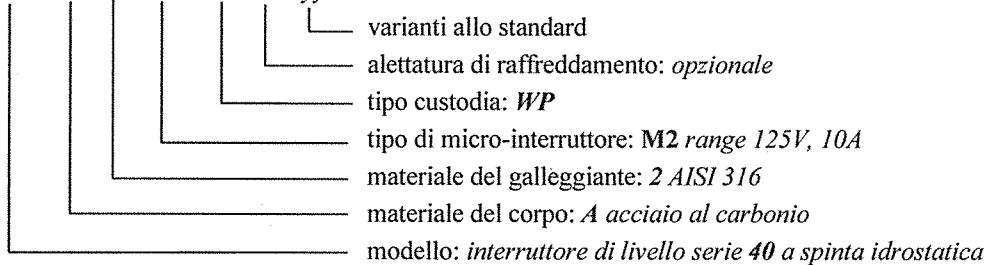 varianti allo standard
alettatura di raffreddamento: opzionale
tipo custodia: WP
tipo di micro-interruttore: M2 range 125V, 10A
materiale del galleggiante: 2 AISI 316
materiale del corpo: A acciaio al carbonio
modello: interruttore di livello serie 40 a spinta idrostatica